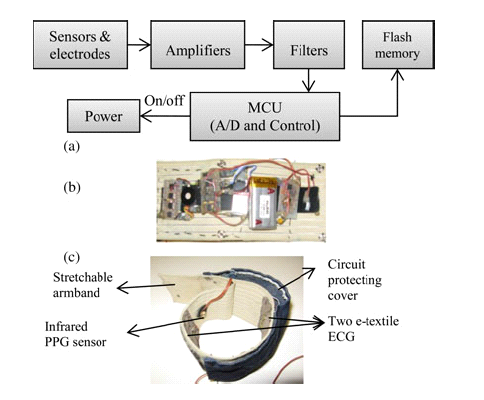 Sensors &
electrodes
Amplifiers
Filters
Flash
memory
On/off
Power
MCU
(A/D and Control)
(a)
(b)
(c)
Stretchable
armband
Circuit
protecting
cover
Infrared
PPG sensor
Two e-textile
ECG